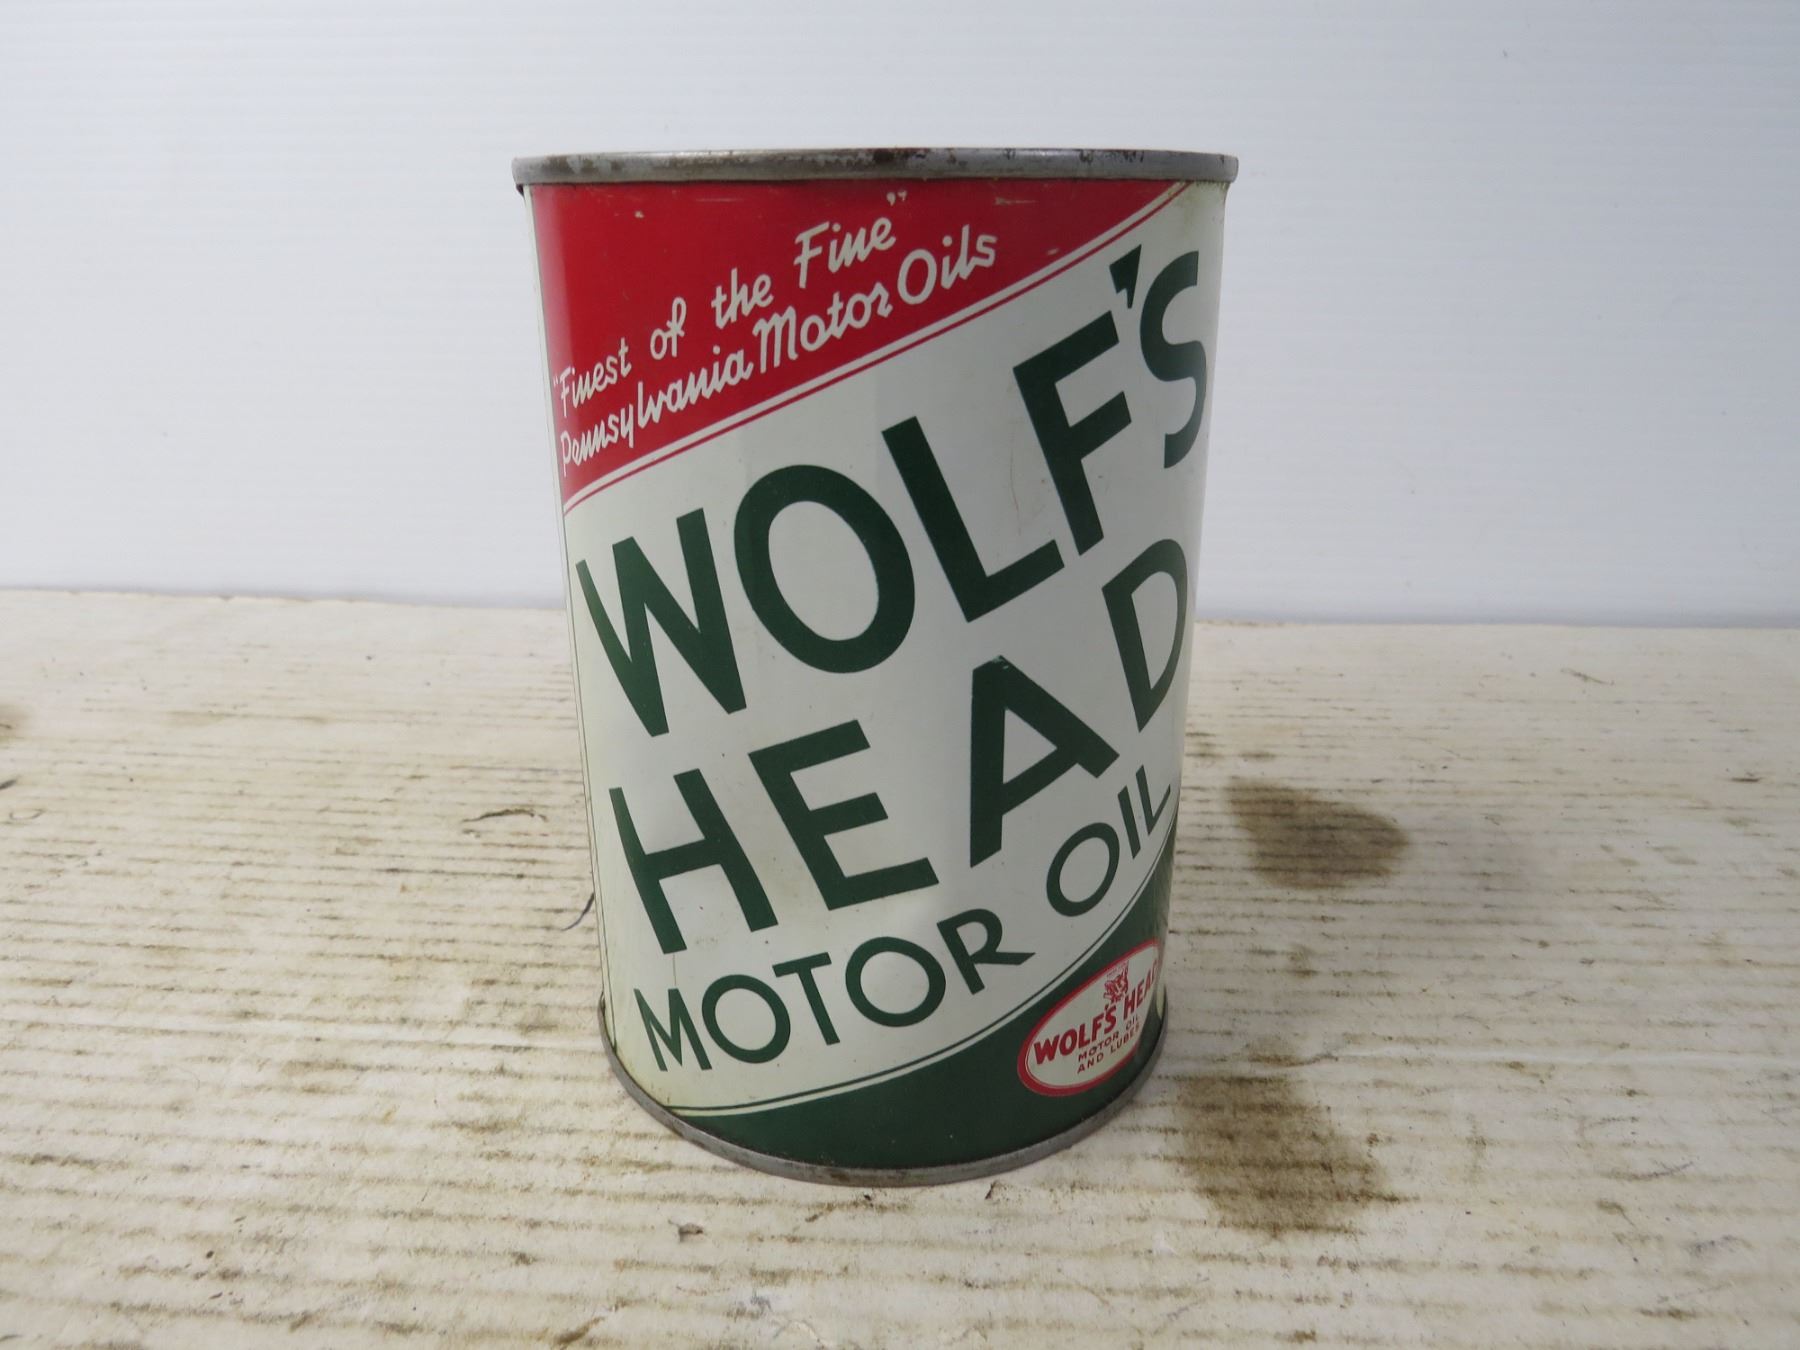 "Finest of the Fine"
Pennsylvania Motor Oils
WOLF'S
HEAD
MOTOR OIL
WOLF'S HEAD
MOTOR OIL
AND LUBES